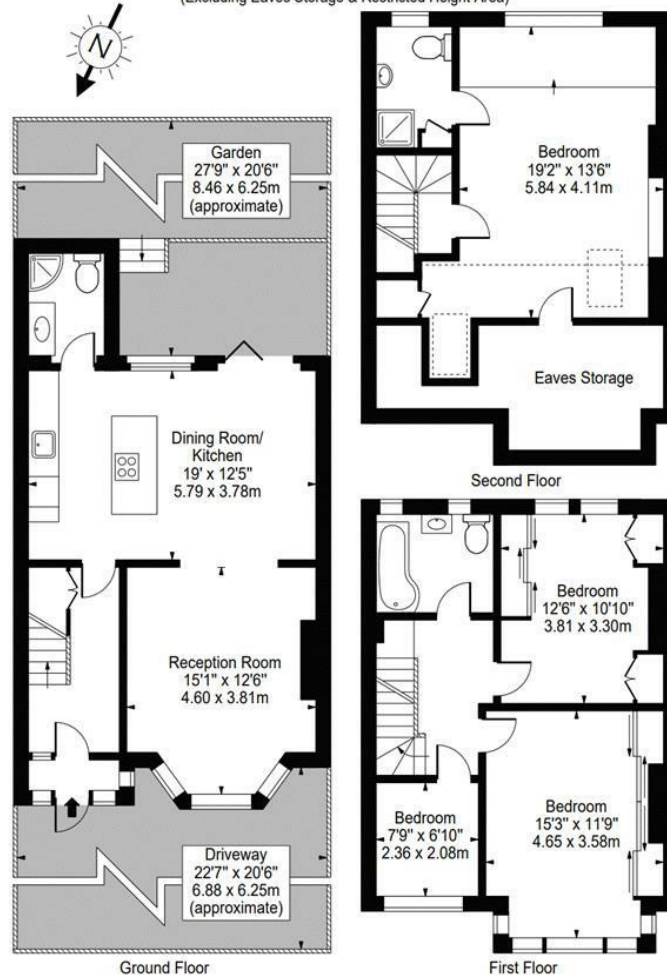 (Excluding Eaves Storage & Restricted Height Area)
N
Garden
27'9" x 20'6"
8.46 x 6.25m
(approximate)
Dining Room/
Kitchen
19' x 12'5"
5.79 x 3.78m
Reception Room
15'1" x 12'6"
4.60 x 3.81m
Driveway
22'7" x 20'6"
6.88 x 6.25m
(approximate)
Ground Floor
Bedroom
19'2" x 13'6"
5.84 x 4.11m
Eaves Storage
Second Floor
Bedroom
12'6" x 10'10"
3.81 x 3.30m
Bedroom
7'9" x 6'10"
2.36 x 2.08m
Bedroom
15'3" x 11'9"
4.65 x 3.58m
First Floor